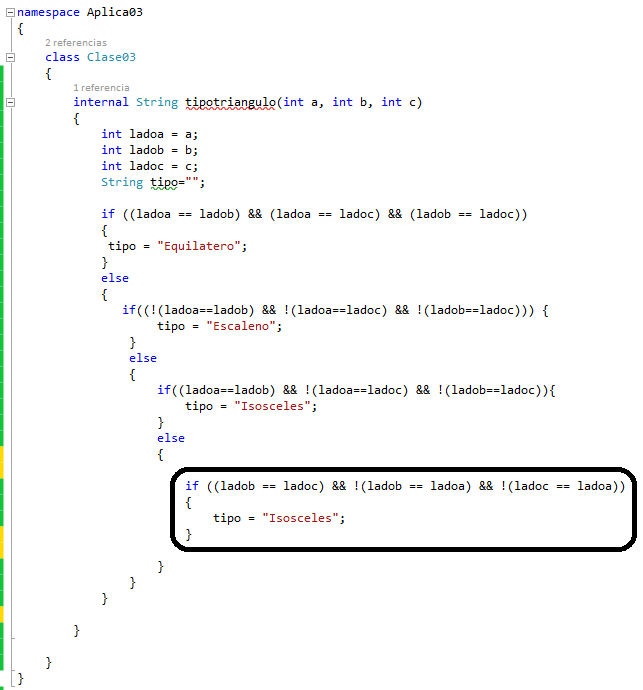 namespace Aplica03
{
2 referencias
class Clase03
{
1 referencia
internal String tipotriangulo(int a, int b, int c)
{
int ladoa = a;
int ladob = b;
int ladoc = c;
String tipo="";
if ((ladoa == ladob) && (ladoa == ladoc) && (ladob == ladoc))
{
tipo = "Equilatero";
}
else
{
if((!(ladoa==ladob) && !(ladoa==ladoc) && !(ladob==ladoc))) {
tipo = "Escaleno";
}
else
{
if((ladoa==ladob) && !(ladoa==ladoc) && !(ladob==ladoc)){
tipo = "Isosceles";
}
else
{
if ((ladob == ladoc) && !(ladob == ladoa) && !(ladoc == ladoa))
{
tipo = "Isosceles";
}
}
}
}
}
}
}